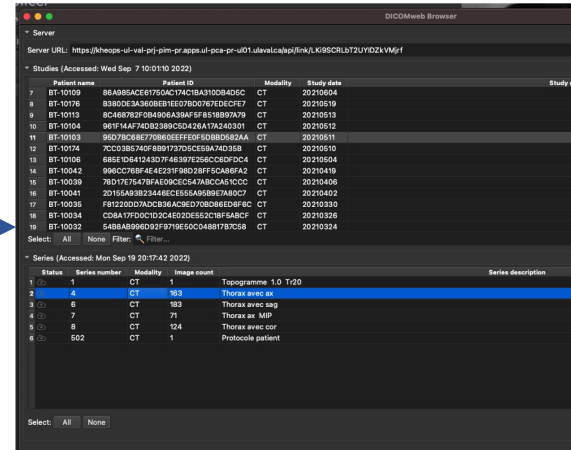 DICOMweb Browser
Server
Server URL: https://kheops-ul-val-prj-pim-pr.apps.ul-pca-pr-ul01.ulaval.ca/api/link/LKi9SCRLbT2UYIDZkVMjrf
Studies (Accessed: Wed Sep 7 10:01:10 2022)
Patient name Patient ID Modality Study date Study
7 BT-10109 86A985ACE61750AC174C1BA310DB4D5C CT 20210604
8 BT-10176 B380DE3A360BEB1EE07BD0767EDECFE7 CT 20210519
9 BT-10113 8C468782F0B4906A39AF5F8518B97A79 CT 20210513
10 BT-10104 961F14AF74DB2389C5D426A17A240301 CT 20210512
11 BT-10103 95D7BC68E770B60EEFFE0F5DBBD582AA CT 20210511
12 BT-10174 7CC03B5740F8B91737D5CE59A74D35B CT 20210510
13 BT-10106 685E1D641243D7F46397E256CC6DFDC4 CT 20210504
14 BT-10042 996CC76BF4E4E231F98D28FF5CA86FA2 CT 20210419
15 BT-10039 78D17E7547BFAE09CEC547ABCCA51CCC CT 20210406
16 BT-10041 2D155A93B23446ECE555A95B9E7A80C7 CT 20210402
17 BT-10035 F81220DD7ADCB36AC9ED70BD86ED6F6C CT 20210330
18 BT-10034 CD8A17FD0C1D2C4E02DE552C18F5ABCF CT 20210326
19 BT-10032 54B8AB996D92F9719E50C048817B7C58 CT 20210324
Select: All None Filter: Filter...
Series (Accessed: Mon Sep 19 20:17:42 2022)
Status Series number Modality Image count Series description
1 1 CT 1 Topogramme 1.0 Tr20
2 4 CT 163 Thorax avec ax
3 6 CT 183 Thorax avec sag
4 7 CT 71 Thorax ax MIP
5 8 CT 124 Thorax avec cor
6 502 CT 1 Protocole patient
Select: All None